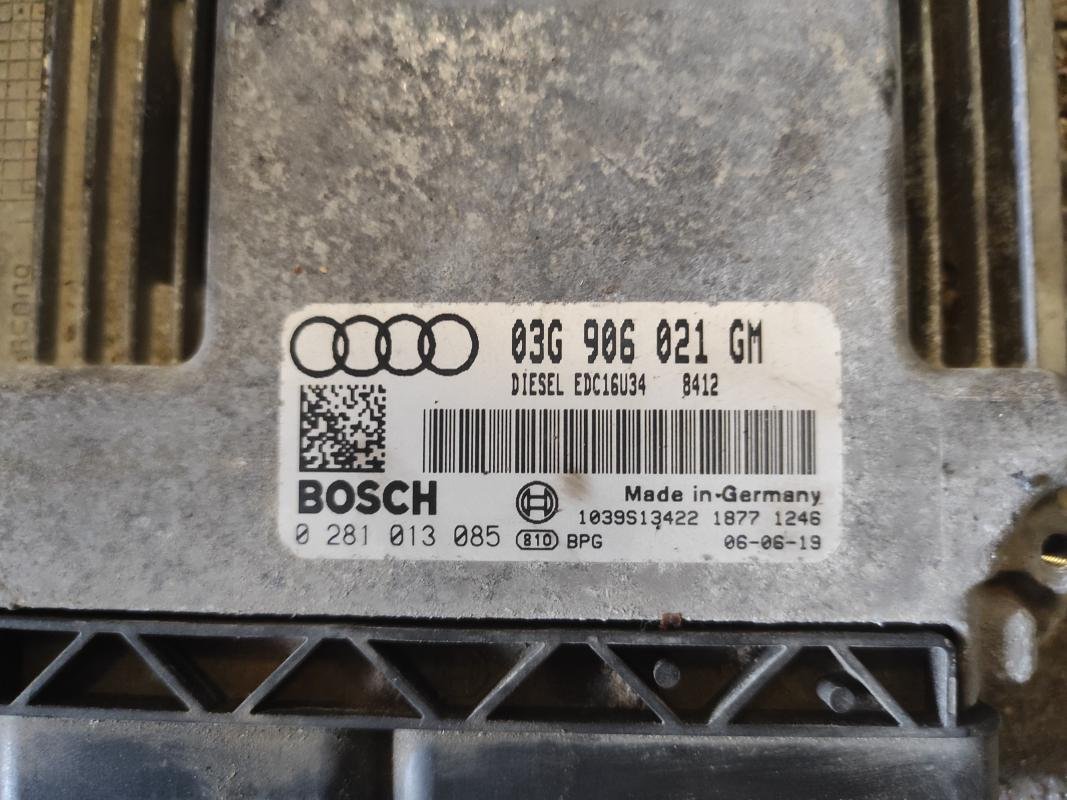 03G 906 021 GM
DIESEL EDC16U34 8412
BOSCH
Made in Germany
1039S13422 1877 1246
0 281 013 085
810 BPG
06-06-19